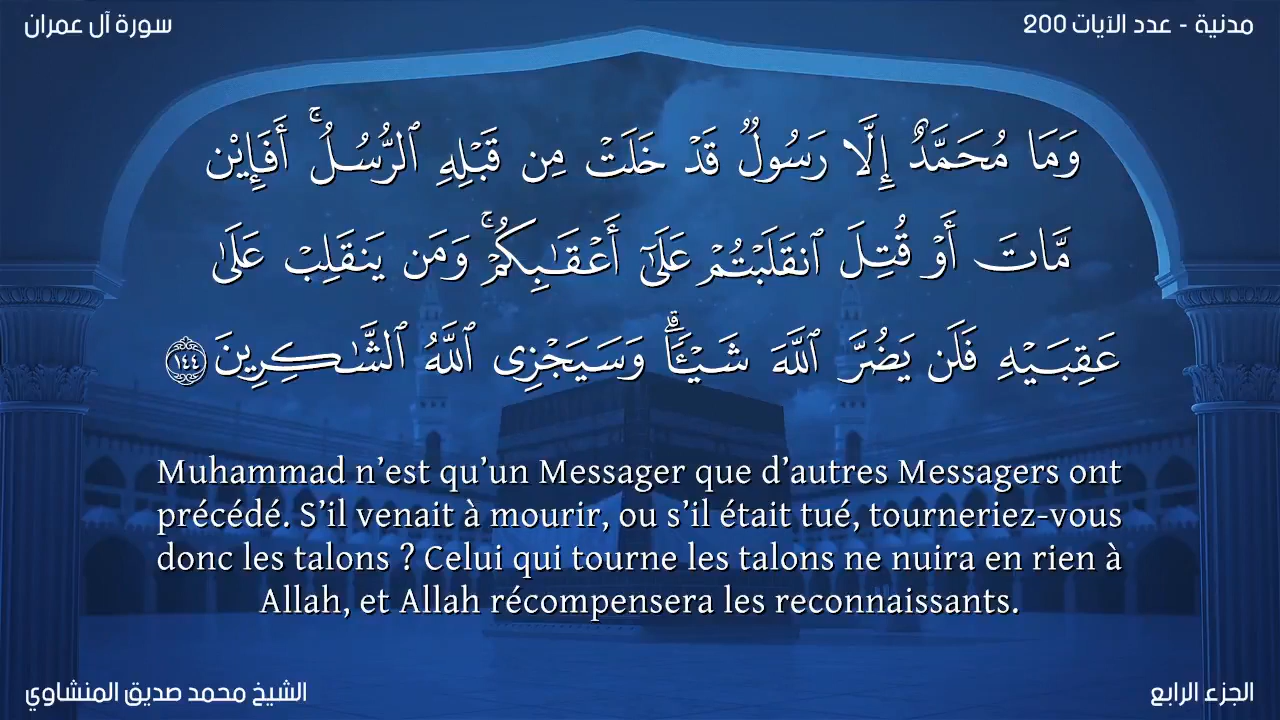 سورة آل عمران
مدنية - عدد الآيات 200
وَمَا مُحَمَّدٌ إِلَّا رَسُولٌ قَدْ خَلَتْ مِن قَبْلِهِ ٱلرُّسُلُ ۚ أَفَإِي۟ن
مَّاتَ أَوْ قُتِلَ ٱنقَلَبْتُمْ عَلَىٰٓ أَعْقَـٰبِكُمْ ۚ وَمَن يَنقَلِبْ عَلَىٰ
عَقِبَيْهِ فَلَن يَضُرَّ ٱللَّهَ شَيْـًٔا ۗ وَسَيَجْزِى ٱللَّهُ ٱلشَّـٰكِرِينَ ١٤٤
Muhammad n’est qu’un Messager que d’autres Messagers ont
précédé. S’il venait à mourir, ou s’il était tué, tourneriez-vous
donc les talons ? Celui qui tourne les talons ne nuira en rien à
Allah, et Allah récompensera les reconnaissants.
الشيخ محمد صديق المنشاوي
الجزء الرابع